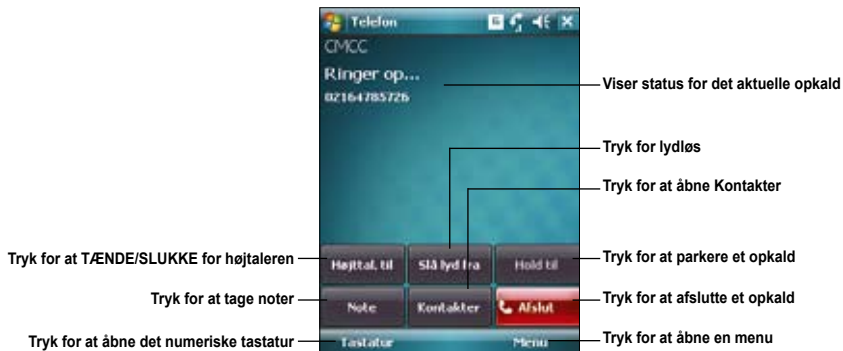 Telefon
CMCC
Ringer op...
02164785726
Viser status for det aktuelle opkald
Tryk for lydløs
Tryk for at åbne Kontakter
Tryk for at TÆNDE/SLUKKE for højtaleren
Højttal. til
Slå lyd fra
Hold til
Tryk for at parkere et opkald
Tryk for at tage noter
Note
Kontakter
Afslut
Tryk for at afslutte et opkald
Tryk for at åbne det numeriske tastatur
Tastatur
Menu
Tryk for at åbne en menu